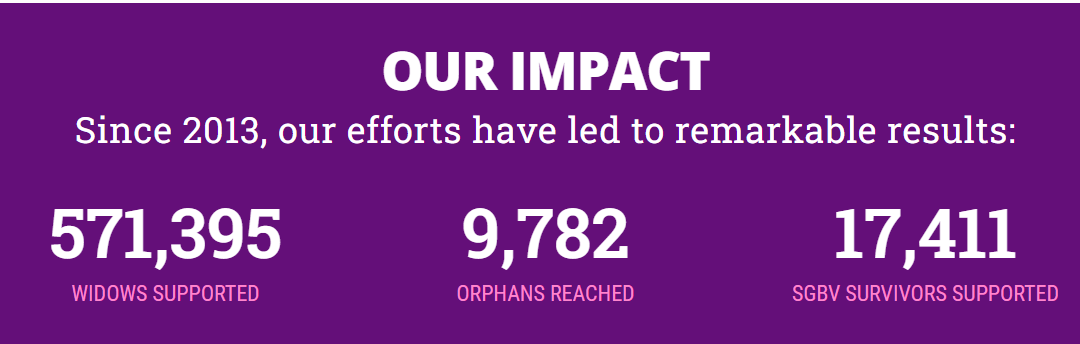 OUR IMPACT
Since 2013, our efforts have led to remarkable results:
571,395
9,782
17,411
WIDOWS SUPPORTED
ORPHANS REACHED
SGBV SURVIVORS SUPPORTED